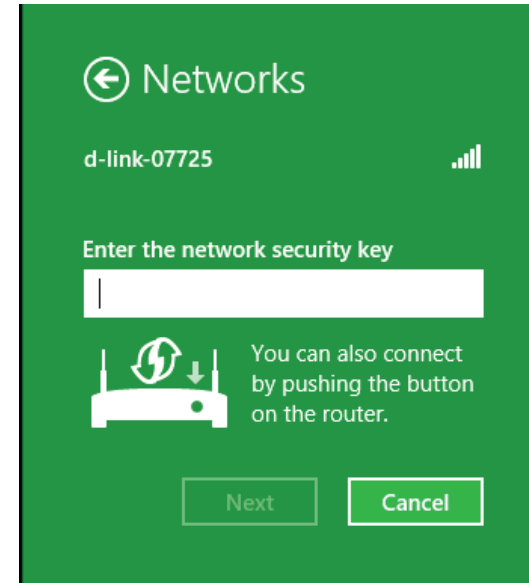 Networks
d-link-07725
Enter the network security key
You can also connect
by pushing the button
on the router.
Next
Cancel